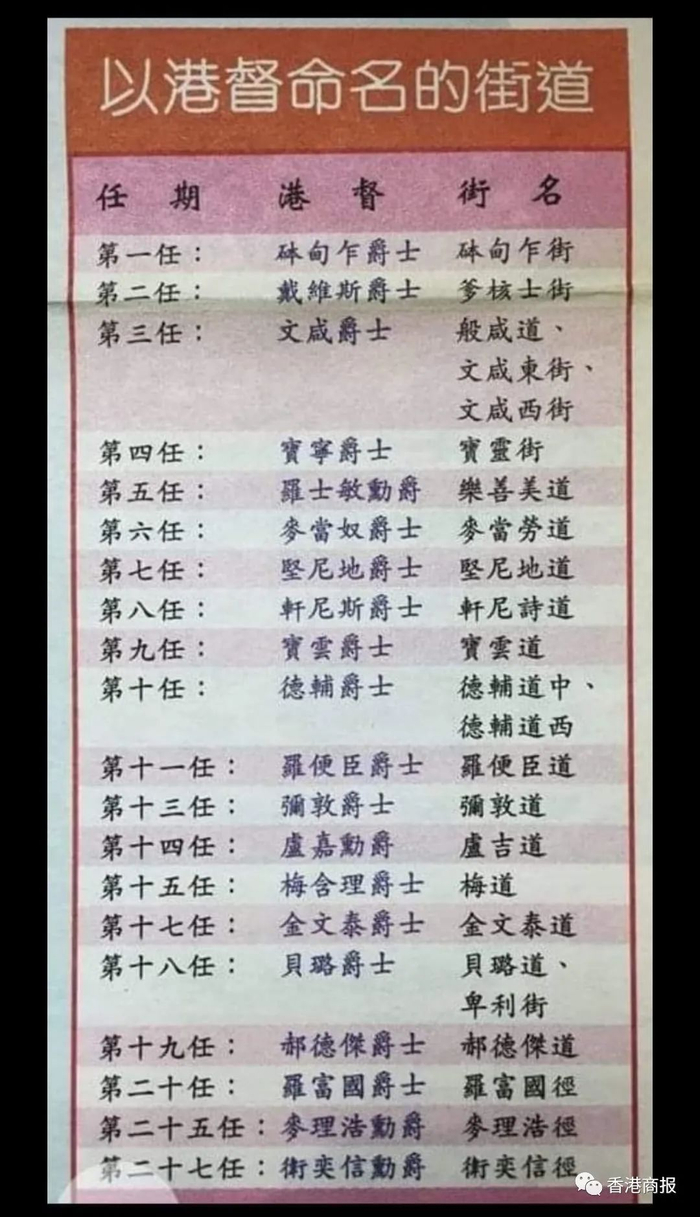 以港督命名的街道
任期 港督 街名
第一任： 砵甸乍爵士 砵甸乍街
第二任： 戴維斯爵士 爹核士街
第三任： 文咸爵士 般咸道、
文咸東街、
文咸西街
第四任： 寶寧爵士 寶靈街
第五任： 羅士敏勳爵 樂善美道
第六任： 麥當奴爵士 麥當勞道
第七任： 堅尼地爵士 堅尼地道
第八任： 軒尼斯爵士 軒尼詩道
第九任： 寶雲爵士 寶雲道
第十任： 德輔爵士 德輔道中、
德輔道西
第十一任： 羅便臣爵士 羅便臣道
第十三任： 彌敦爵士 彌敦道
第十四任： 盧嘉勳爵 盧吉道
第十五任： 梅含理爵士 梅道
第十七任： 金文泰爵士 金文泰道
第十八任： 貝璐爵士 貝璐道、
卑利街
第十九任： 郝德傑爵士 郝德傑道
第二十任： 羅富國爵士 羅富國徑
第二十五任： 麥理浩勳爵 麥理浩徑
第二十七任： 衛奕信勳爵 衛奕信徑
香港商报